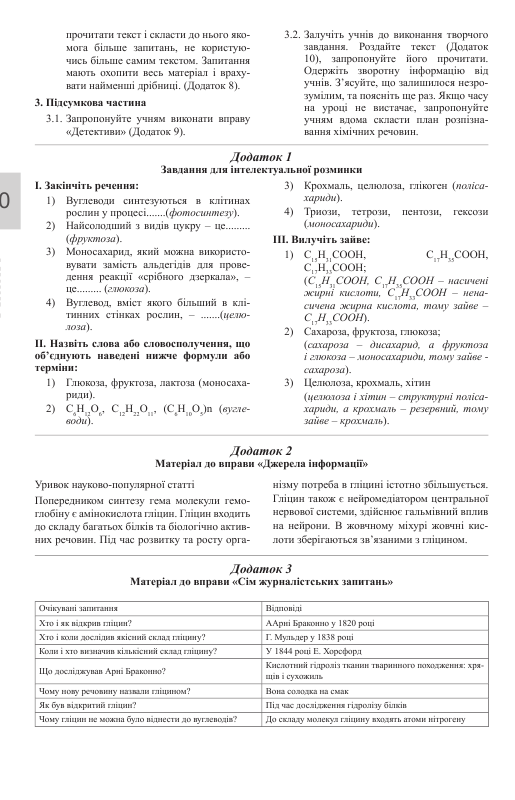 прочитати текст і скласти до нього яко-
мога більше запитань, не користую-
чись більше самим текстом. Запитання
мають охопити весь матеріал і враху-
вати найменші дрібниці. (Додаток 8).
3. Підсумкова частина
3.1. Запропонуйте учням виконати вправу
«Детективи» (Додаток 9).
3.2. Залучіть учнів до виконання творчого
завдання. Роздайте текст (Додаток
10), запропонуйте його прочитати.
Одержіть зворотну інформацію від
учнів. З’ясуйте, що залишилося незро-
зумілим, та поясніть ще раз. Якщо часу
на уроці не вистачає, запропонуйте
учням вдома скласти план розпізна-
вання хімічних речовин.
Додаток 1
Завдання для інтелектуальної розминки
І. Закінчіть речення:
1) Вуглеводи синтезуються в клітинах
рослин у процесі.......(фотосинтезу).
2) Найсолодший з видів цукру – це.........
(фруктоза).
3) Моносахарид, який можна використо-
вувати замість альдегідів для прове-
дення реакції «срібного дзеркала», –
це......... (глюкоза).
4) Вуглевод, вміст якого більший в клі-
тинних стінках рослин, – .......(целю-
лоза).
ІІ. Назвіть слова або словосполучення, що
об’єднують наведені нижче формули або
терміни:
1) Глюкоза, фруктоза, лактоза (моносаха-
риди).
2) C6H12O6, C12H22O11, (C6H10O5)n (вугле-
води).
3) Крохмаль, целюлоза, глікоген (поліса-
хариди).
4) Триози, тетрози, пентози, гексози
(моносахариди).
ІІІ. Вилучіть зайве:
1) C15H31COOH, C17H35COOH,
C17H33COOH;
(C15H31COOH, C17H35COOH – насичені
жирні кислоти, C17H33COOH – нена-
сичена жирна кислота, тому зайве –
C17H33COOH).
2) Сахароза, фруктоза, глюкоза;
(сахароза – дисахарид, а фруктоза
і глюкоза – моносахариди, тому зайве -
сахароза).
3) Целюлоза, крохмаль, хітин
(целюлоза і хітин – структурні поліса-
хариди, а крохмаль – резервний, тому
зайве – крохмаль).
Додаток 2
Матеріал до вправи «Джерела інформації»
Уривок науково-популярної статті
Попередником синтезу гема молекули гемо-
глобіну є амінокислота гліцин. Гліцин входить
до складу багатьох білків та біологічно актив-
них речовин. Під час розвитку та росту орга-
нізму потреба в гліцині істотно збільшується.
Гліцин також є нейромедіатором центральної
нервової системи, здійснює гальмівний вплив
на нейрони. В жовчному міхурі жовчні кис-
лоти зберігаються зв’язаними з гліцином.
Додаток 3
Матеріал до вправи «Сім журналістських запитань»
Очікувані запитання Відповіді
Хто і як відкрив гліцин? ААрні Браконно у 1820 році
Хто і коли дослідив якісний склад гліцину? Г. Мульдер у 1838 році
Коли і хто визначив кількісний склад гліцину? У 1844 році Е. Хорсфорд
Що досліджував Арні Браконно? Кислотний гідроліз тканин тваринного походження: хря-
щів і сухожиль
Чому нову речовину назвали гліцином? Вона солодка на смак
Як був відкритий гліцин? Під час дослідження гідролізу білків
Чому гліцин не можна було віднести до вуглеводів? До складу молекул гліцину входять атоми нітрогену